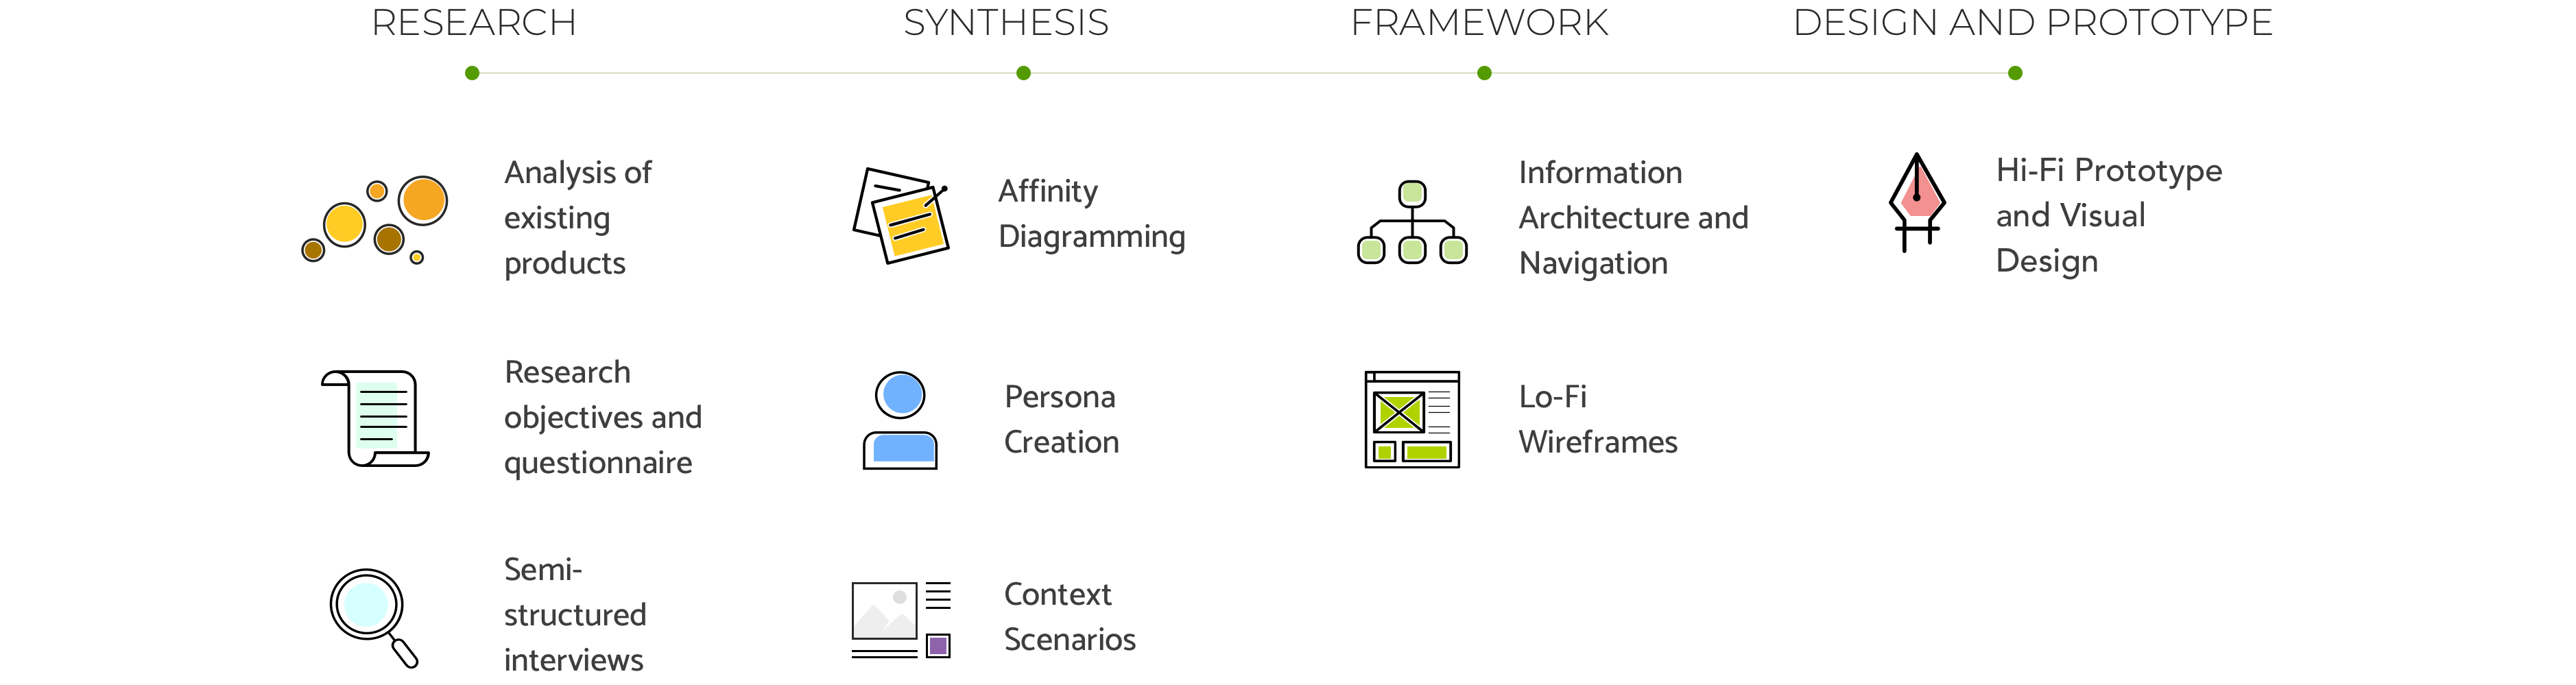 RESEARCH
SYNTHESIS
FRAMEWORK
DESIGN AND PROTOTYPE
Analysis of
existing
products
Research
objectives and
questionnaire
Semi-
structured
interviews
Affinity
Diagramming
Persona
Creation
Context
Scenarios
Information
Architecture and
Navigation
Lo-Fi
Wireframes
Hi-Fi Prototype
and Visual
Design